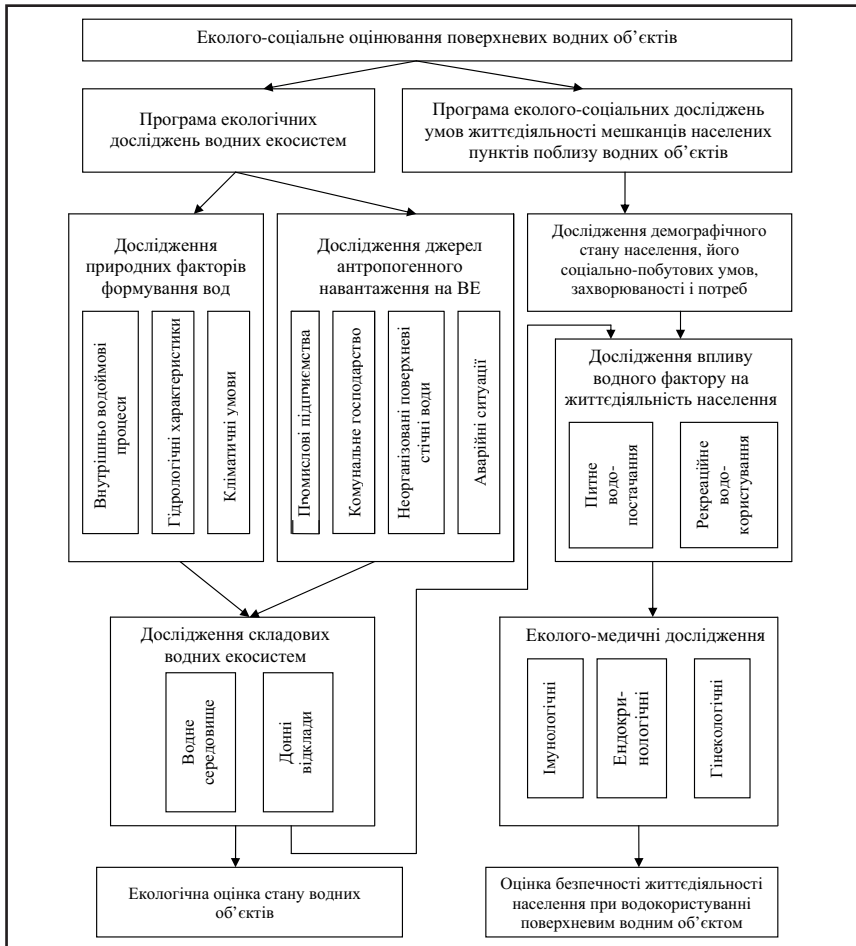 Еколого-соціальне оцінювання поверхневих водних об’єктів
Програма екологічних
досліджень водних екосистем
Програма еколого-соціальних досліджень
умов життєдіяльності мешканців населених
пунктів поблизу водних об’єктів
Дослідження
природних факторів
формування вод
Внутрішньо водоймові
процеси
Гідрологічні характеристики
Кліматичні умови
Дослідження джерел
антропогенного
навантаження на ВЕ
Промислові підприємства
Комунальне господарство
Неорганізовані поверхневі
стічні води
Аварійні ситуації
Дослідження демографічного
стану населення, його
соціально-побутових умов,
захворюваності і потреб
Дослідження впливу
водного фактору на
життєдіяльність населення
Питне
водо-
постачання
Рекреаційне
водо-
користування
Дослідження складових
водних екосистем
Водне
середовище
Донні
відклади
Еколого-медичні дослідження
Імунологічні
Ендокри-
нологічні
Гінекологічні
Екологічна оцінка стану водних
об’єктів
Оцінка безпечності життєдіяльності
населення при водокористуванні
поверхневим водним об’єктом